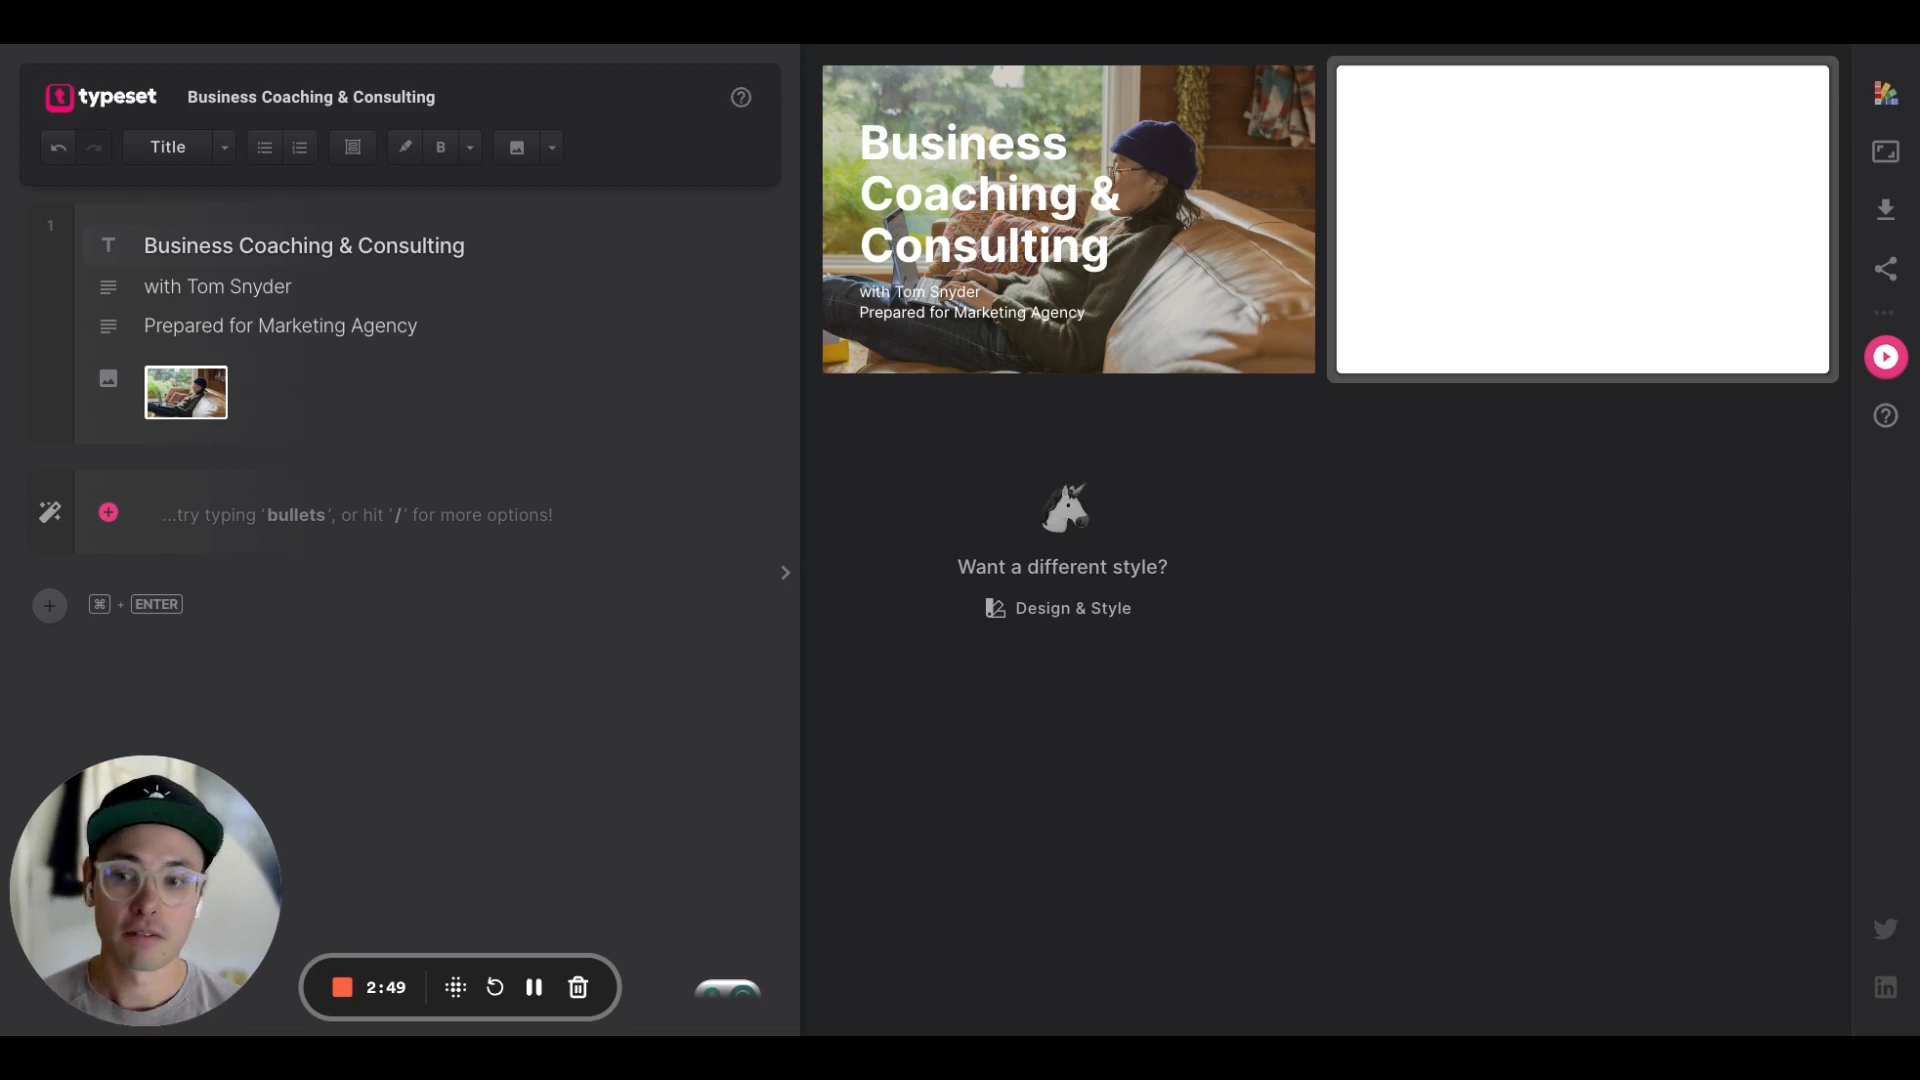 typeset
Business Coaching & Consulting
Title
B
1
T
Business Coaching & Consulting
with Tom Snyder
Prepared for Marketing Agency
...try typing ‘bullets’, or hit ‘/’ for more options!
+ ⌘ + ENTER
2:49
Business
Coaching &
Consulting
with Tom Snyder
Prepared for Marketing Agency
Want a different style?
Design & Style
in